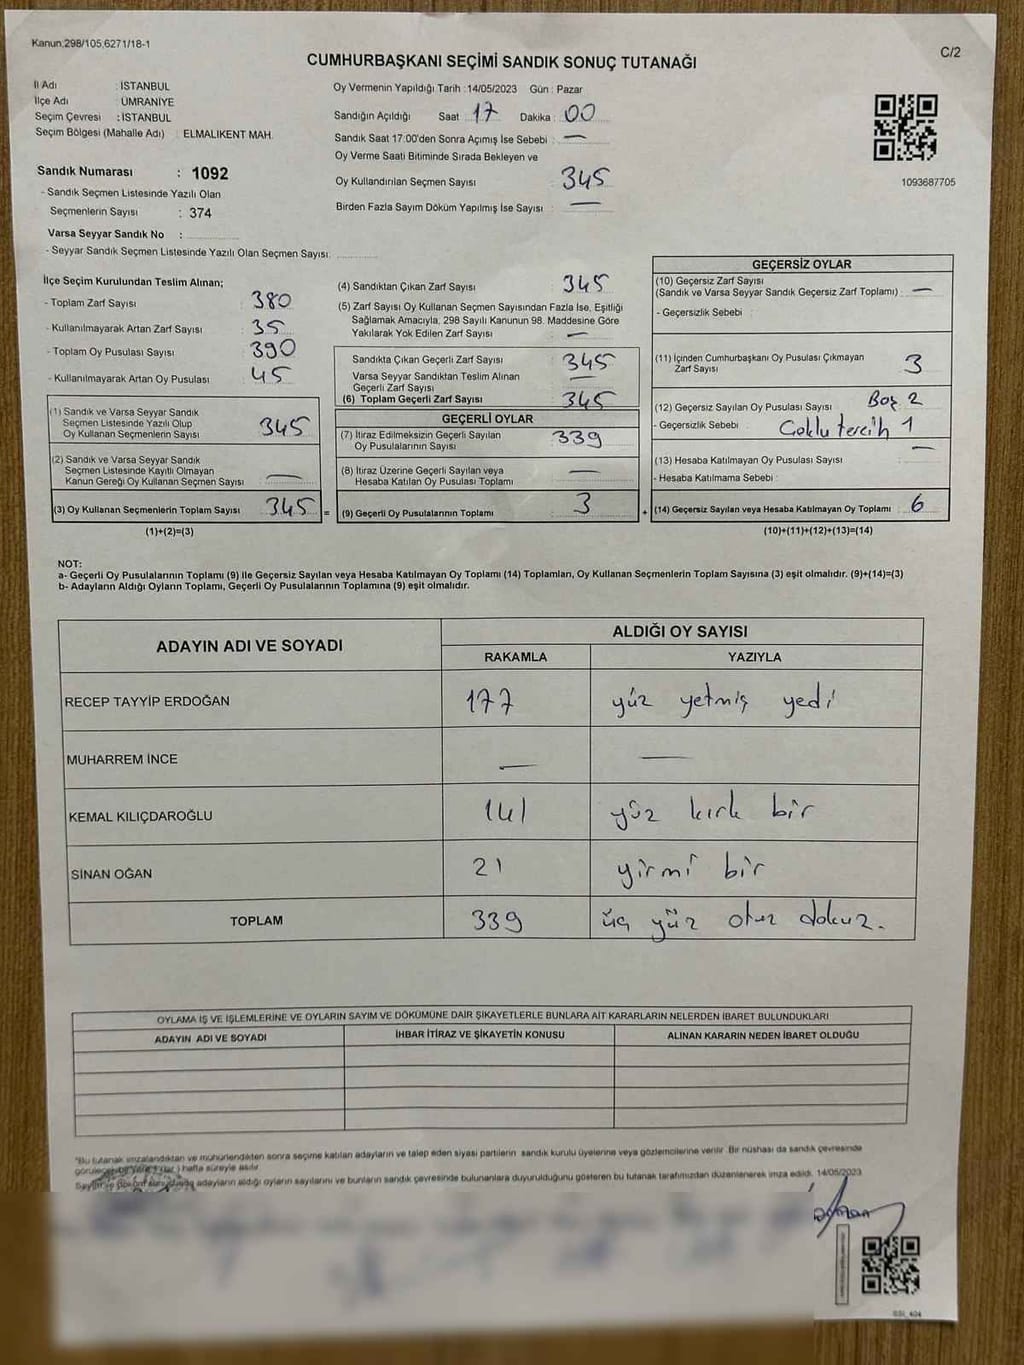 Kanun,298/105,6271/18-1
C/2
CUMHURBAŞKANI SEÇİMİ SANDIK SONUÇ TUTANAĞI
İl Adı : İSTANBUL
İlçe Adı : ÜMRANİYE
Seçim Çevresi : İSTANBUL
Seçim Bölgesi (Mahalle Adı) : ELMALIKENT MAH.
Sandık Numarası : 1092
- Sandık Seçmen Listesinde Yazılı Olan
Seçmenlerin Sayısı : 374
Varsa Seyyar Sandık No :
- Seyyar Sandık Seçmen Listesinde Yazılı Olan Seçmen Sayısı:
Oy Vermenin Yapıldığı Tarih :14/05/2023 Gün : Pazar
Sandığın Açıldığı Saat : 17 Dakika : 00
Sandık Saat 17:00'den Sonra Açımış İse Sebebi : —
Oy Verme Saati Bitiminde Sırada Bekleyen ve
Oy Kullandırılan Seçmen Sayısı 345
Birden Fazla Sayım Döküm Yapılmış İse Sayısı : —
1093687705
İlçe Seçim Kurulundan Teslim Alınan;
- Toplam Zarf Sayısı : 380
- Kullanılmayarak Artan Zarf Sayısı : 35
- Toplam Oy Pusulası Sayısı : 390
- Kullanılmayarak Artan Oy Pusulası : 45
(1) Sandık ve Varsa Seyyar Sandık
Seçmen Listesinde Yazılı Olup
Oy Kullanan Seçmenlerin Sayısı : 345
(2) Sandık ve Varsa Seyyar Sandık
Seçmen Listesinde Kayıtlı Olmayan
Kanun Gereği Oy Kullanan Seçmen Sayısı : —
(3) Oy Kullanan Seçmenlerin Toplam Sayısı : 345 =
(1)+(2)=(3)
(4) Sandıktan Çıkan Zarf Sayısı : 345
(5) Zarf Sayısı Oy Kullanan Seçmen Sayısından Fazla İse, Eşitliği
Sağlamak Amacıyla, 298 Sayılı Kanunun 98. Maddesine Göre
Yakılarak Yok Edilen Zarf Sayısı : —
Sandıkta Çıkan Geçerli Zarf Sayısı : 345
Varsa Seyyar Sandıktan Teslim Alınan
Geçerli Zarf Sayısı : —
(6) Toplam Geçerli Zarf Sayısı : 345
GEÇERLİ OYLAR
(7) İtiraz Edilmeksizin Geçerli Sayılan
Oy Pusulalarının Sayısı : 339
(8) İtiraz Üzerine Geçerli Sayılan veya
Hesaba Katılan Oy Pusulası Toplamı : —
(9) Geçerli Oy Pusulalarının Toplamı : 3 +
GEÇERSİZ OYLAR
(10) Geçersiz Zarf Sayısı
(Sandık ve Varsa Seyyar Sandık Geçersiz Zarf Toplamı) : —
- Geçersizlik Sebebi :
(11) İçinden Cumhurbaşkanı Oy Pusulası Çıkmayan
Zarf Sayısı : 3
(12) Geçersiz Sayılan Oy Pusulası Sayısı : Boş 2
- Geçersizlik Sebebi : Çoklu tercih 1
(13) Hesaba Katılmayan Oy Pusulası Sayısı : —
- Hesaba Katılmama Sebebi :
(14) Geçersiz Sayılan veya Hesaba Katılmayan Oy Toplamı : 6
(10)+(11)+(12)+(13)=(14)
NOT:
a- Geçerli Oy Pusulalarının Toplamı (9) ile Geçersiz Sayılan veya Hesaba Katılmayan Oy Toplamı (14) Toplamları, Oy Kullanan Seçmenlerin Toplam Sayısına (3) eşit olmalıdır. (9)+(14)=(3)
b- Adayların Aldığı Oyların Toplamı, Geçerli Oy Pusulalarının Toplamına (9) eşit olmalıdır.
ADAYIN ADI VE SOYADI ALDIĞI OY SAYISI
RAKAMLA YAZIYLA
RECEP TAYYİP ERDOĞAN 177 yüz yetmiş yedi
MUHARREM İNCE — —
KEMAL KILIÇDAROĞLU 141 yüz kırk bir
SİNAN OĞAN 21 yirmi bir
TOPLAM 339 üç yüz otuz dokuz.
OYLAMA İŞ VE İŞLEMLERİNE VE OYLARIN SAYIM VE DÖKÜMÜNE DAİR ŞİKAYETLERLE BUNLARA AİT KARARLARIN NELERDEN İBARET BULUNDUKLARI
ADAYIN ADI VE SOYADI İHBAR İTİRAZ VE ŞİKAYETİN KONUSU ALINAN KARARIN NEDEN İBARET OLDUĞU
"Bu tutanak imzalandıktan ve mühürlendikten sonra seçime katılan adayların ve talep eden siyasi partilerin sandık kurulu üyelerine veya gözlemcilerine verilir. Bir nüshası da sandık çevresinde
hafta süreyle asılır.
adayların aldığı oyların sayılarını ve bunların sandık çevresinde bulunanlara duyurulduğunu gösteren bu tutanak tarafımızdan düzenlenerek imza edildi. 14/05/2023